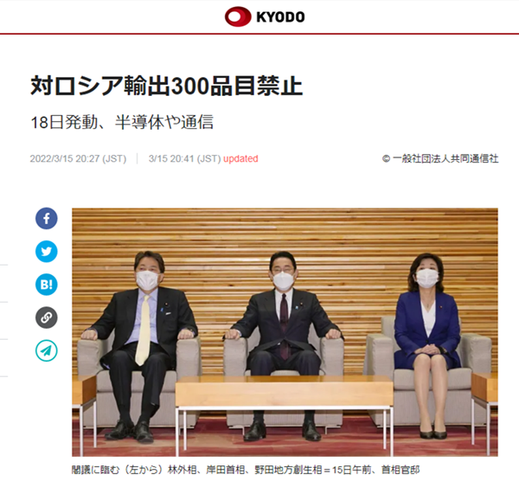 KYODO
対ロシア輸出300品目禁止
18日発動、半導体や通信
2022/3/15 20:27 (JST) 3/15 20:41 (JST) updated © 一般社団法人共同通信社
f
B!
閣議に臨む（左から）林外相、岸田首相、野田地方創生相＝15日午前、首相官邸